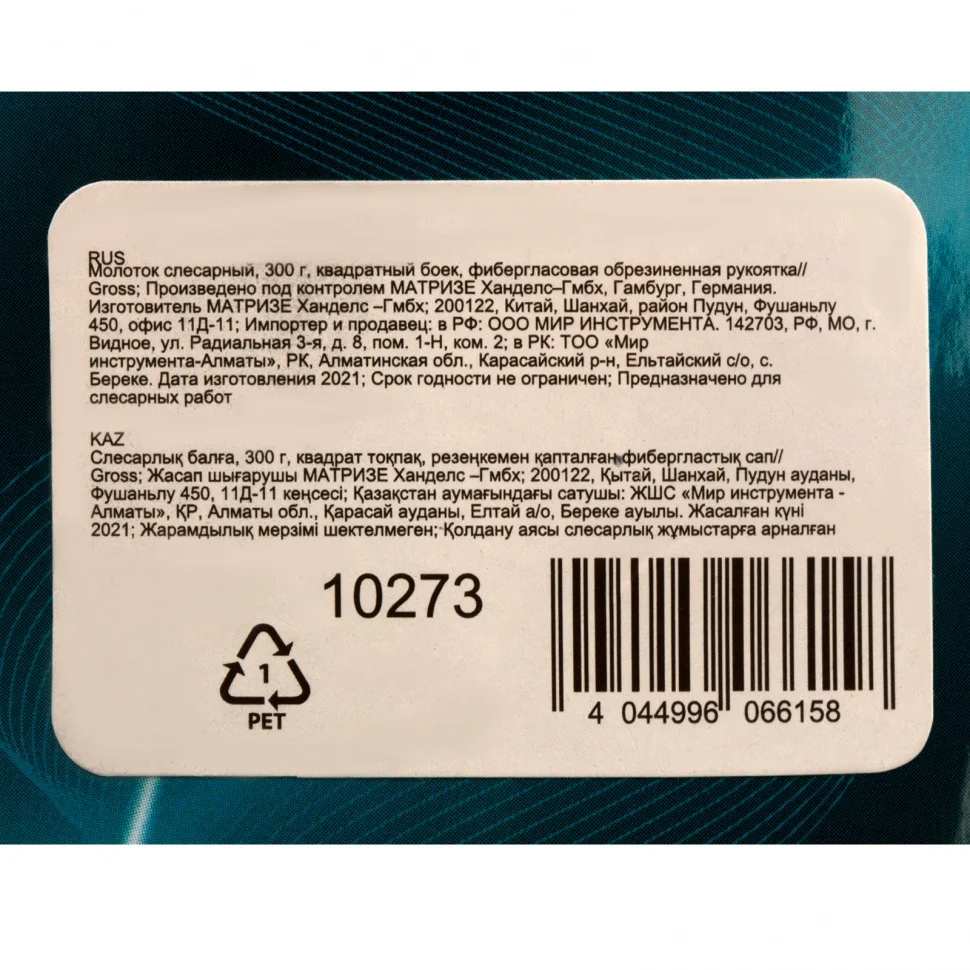 RUS
Молоток слесарный, 300 г, квадратный боек, фибергласовая обрезиненная рукоятка//
Gross; Произведено под контролем МАТРИЗЕ Ханделс–Гмбх, Гамбург, Германия.
Изготовитель МАТРИЗЕ Ханделс –Гмбх; 200122, Китай, Шанхай, район Пудун, Фушаньлу
450, офис 11Д-11; Импортер и продавец: в РФ: ООО МИР ИНСТРУМЕНТА. 142703, РФ, МО, г.
Видное, ул. Радиальная 3-я, д. 8, пом. 1-Н, ком. 2; в РК: ТОО «Мир
инструмента-Алматы», РК, Алматинская обл., Карасайский р-н, Ельтайский с/о, с.
Береке. Дата изготовления 2021; Срок годности не ограничен; Предназначено для
слесарных работ
KAZ
Слесарлық балға, 300 г, квадрат тоқпақ, резеңкемен қапталған фибергластық сап//
Gross; Жасап шығарушы МАТРИЗЕ Ханделс –Гмбх; 200122, Қытай, Шанхай, Пудун ауданы,
Фушаньлу 450, 11Д-11 кеңсесі; Қазақстан аумағындағы сатушы: ЖШС «Мир инструмента -
Алматы», ҚР, Алматы обл., Қарасай ауданы, Елтай а/о, Береке ауылы. Жасалған күні
2021; Жарамдылық мерзімі шектелмеген; Қолдану аясы слесарлық жұмыстарға арналған
10273
1
PET
4 044996 066158